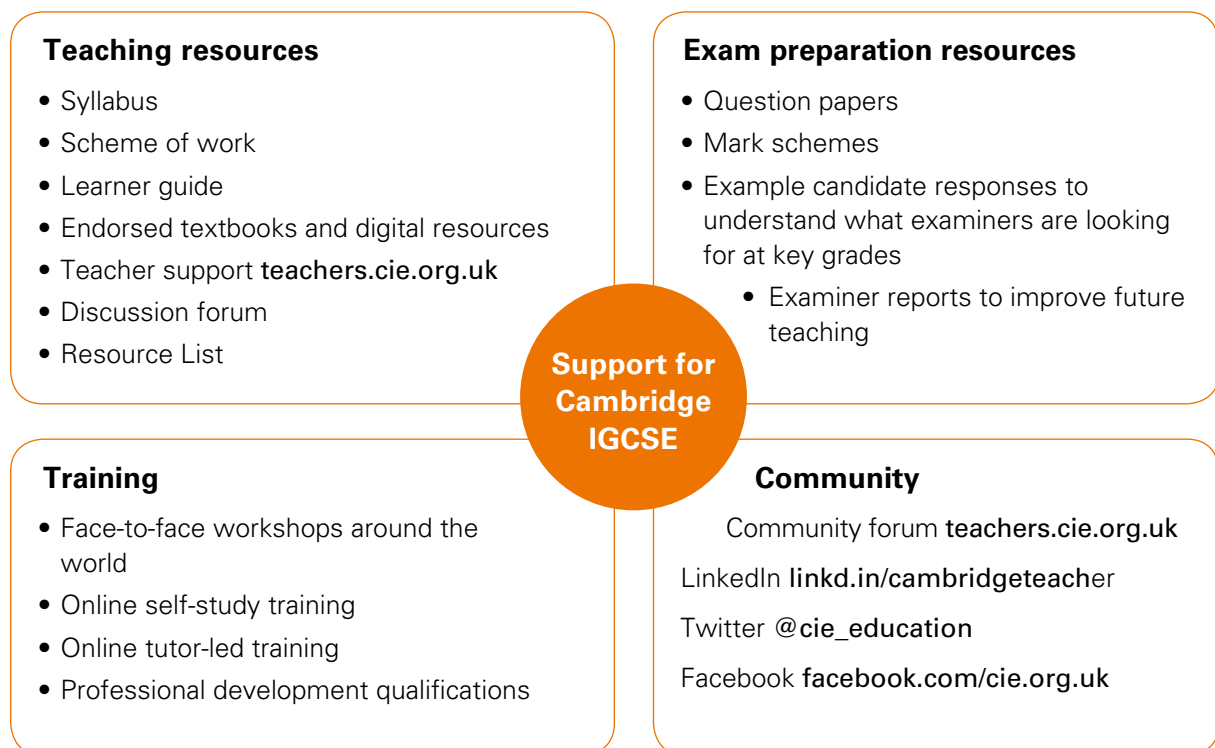 Teaching resources
• Syllabus
• Scheme of work
• Learner guide
• Endorsed textbooks and digital resources
• Teacher support teachers.cie.org.uk
• Discussion forum
• Resource List
Exam preparation resources
• Question papers
• Mark schemes
• Example candidate responses to
understand what examiners are looking
for at key grades
• Examiner reports to improve future
teaching
Support for
Cambridge
IGCSE
Training
• Face-to-face workshops around the
world
• Online self-study training
• Online tutor-led training
• Professional development qualifications
Community
Community forum teachers.cie.org.uk
LinkedIn linkd.in/cambridgeteacher
Twitter @cie_education
Facebook facebook.com/cie.org.uk